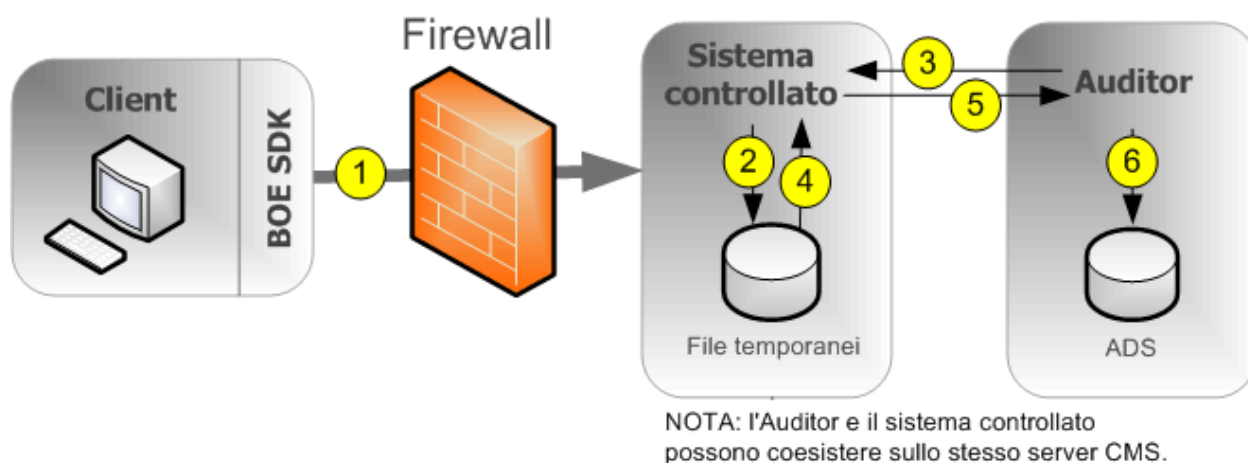 Firewall
Client
BOE SDK
1
Sistema
controllato
3
5
Auditor
2
4
6
File temporanei
ADS
NOTA: l'Auditor e il sistema controllato
possono coesistere sullo stesso server CMS.